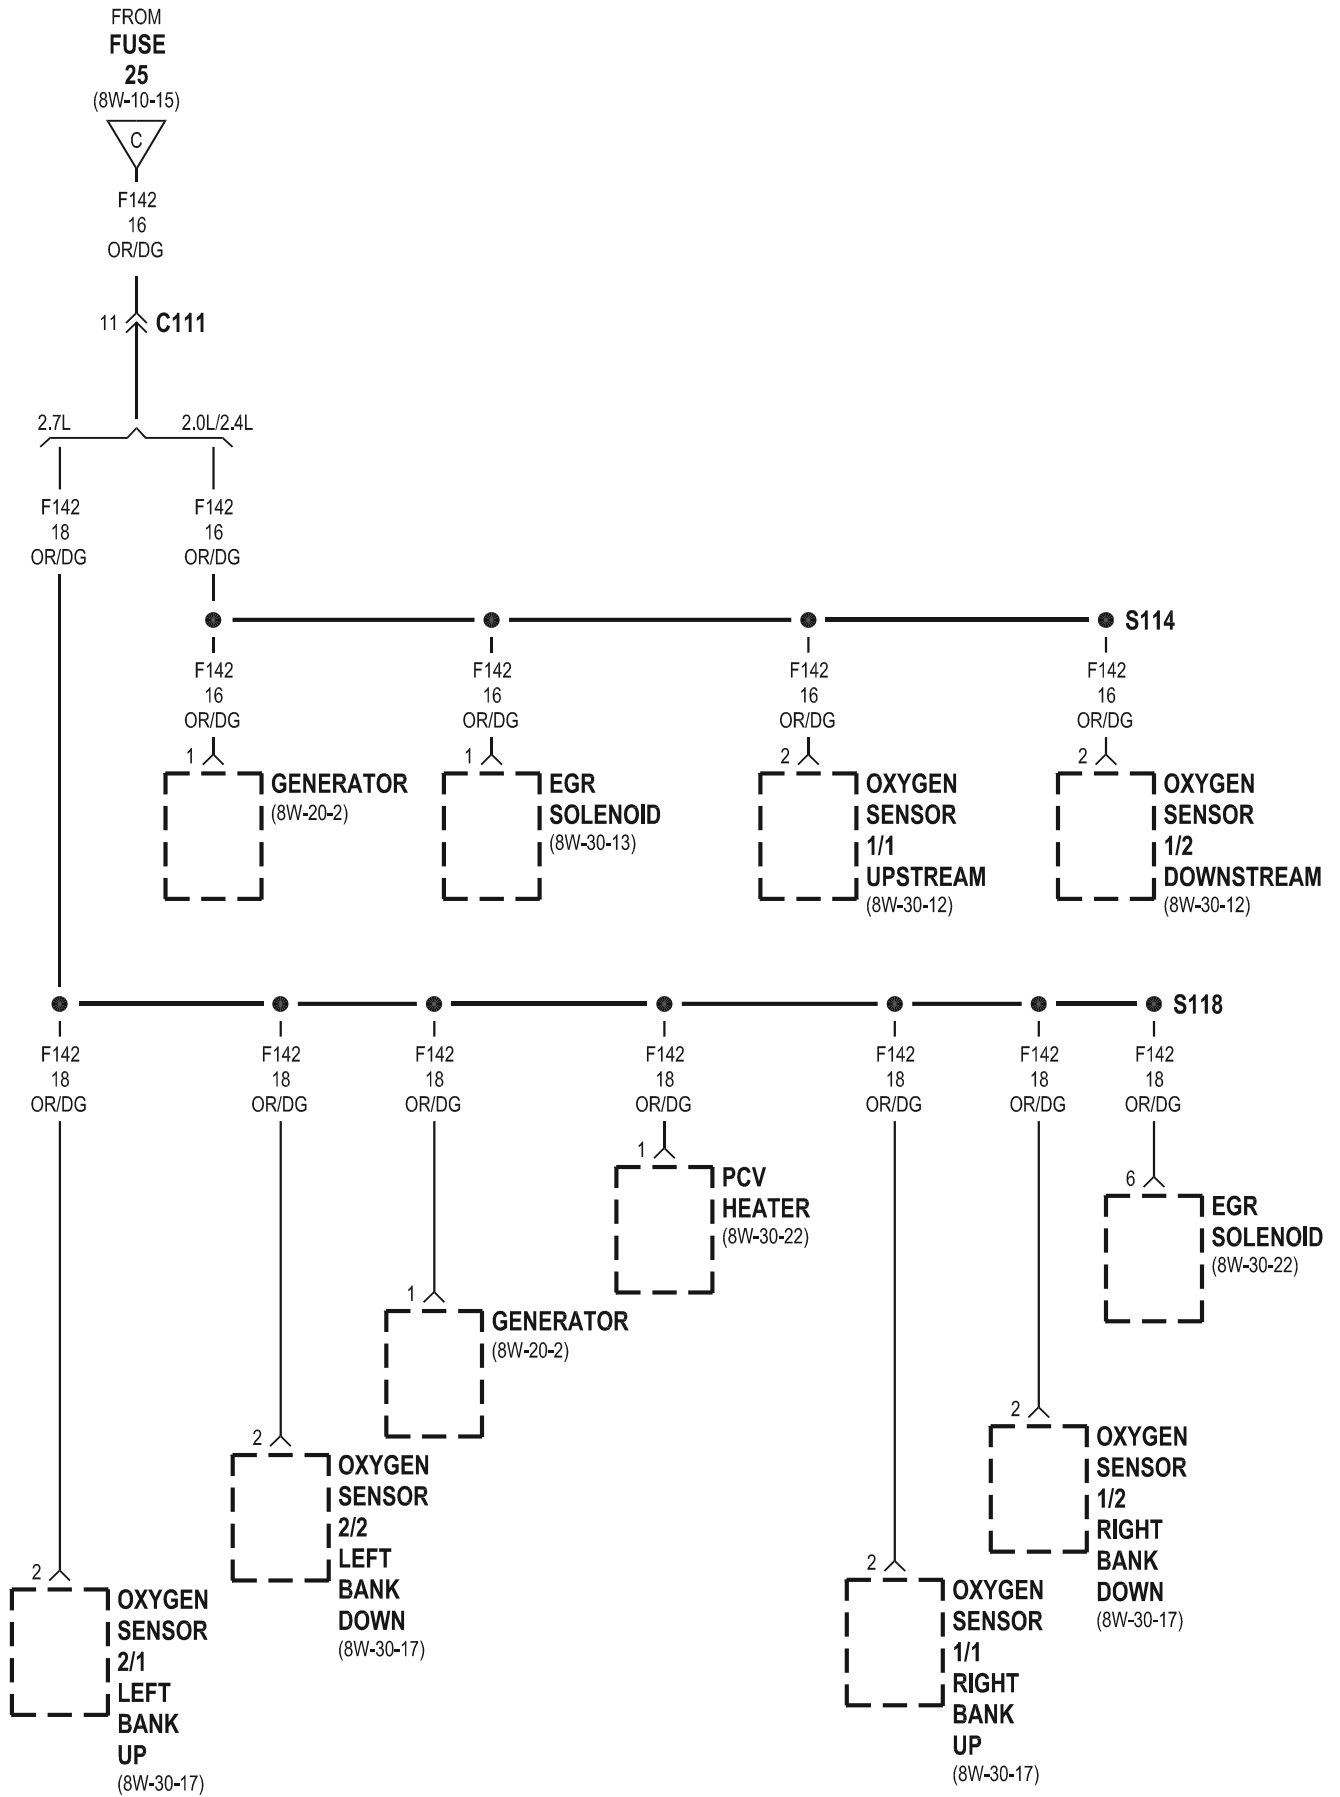 FROM
FUSE
25
(8W-10-15)
C
F142
16
OR/DG
11
C111
2.7L
2.0L/2.4L
F142
18
OR/DG
F142
16
OR/DG
S114
F142
16
OR/DG
F142
16
OR/DG
F142
16
OR/DG
F142
16
OR/DG
1
GENERATOR
(8W-20-2)
1
EGR
SOLENOID
(8W-30-13)
2
OXYGEN
SENSOR
1/1
UPSTREAM
(8W-30-12)
2
OXYGEN
SENSOR
1/2
DOWNSTREAM
(8W-30-12)
S118
F142
18
OR/DG
F142
18
OR/DG
F142
18
OR/DG
F142
18
OR/DG
F142
18
OR/DG
F142
18
OR/DG
F142
18
OR/DG
1
PCV
HEATER
(8W-30-22)
6
EGR
SOLENOID
(8W-30-22)
1
GENERATOR
(8W-20-2)
2
OXYGEN
SENSOR
2/2
LEFT
BANK
DOWN
(8W-30-17)
2
OXYGEN
SENSOR
1/2
RIGHT
BANK
DOWN
(8W-30-17)
2
OXYGEN
SENSOR
2/1
LEFT
BANK
UP
(8W-30-17)
2
OXYGEN
SENSOR
1/1
RIGHT
BANK
UP
(8W-30-17)